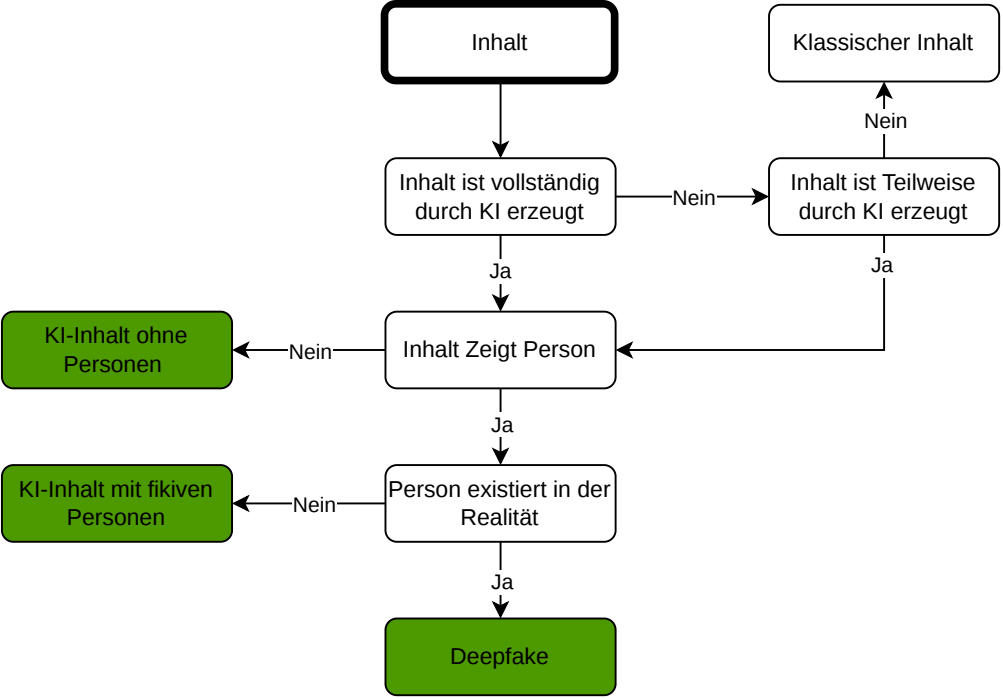 Inhalt
Klassischer Inhalt
Nein
Inhalt ist vollständig
durch KI erzeugt
Nein
Inhalt ist Teilweise
durch KI erzeugt
Ja
Ja
KI-Inhalt ohne
Personen
Nein
Inhalt Zeigt Person
Ja
KI-Inhalt mit fikiven
Personen
Nein
Person existiert in der
Realität
Ja
Deepfake